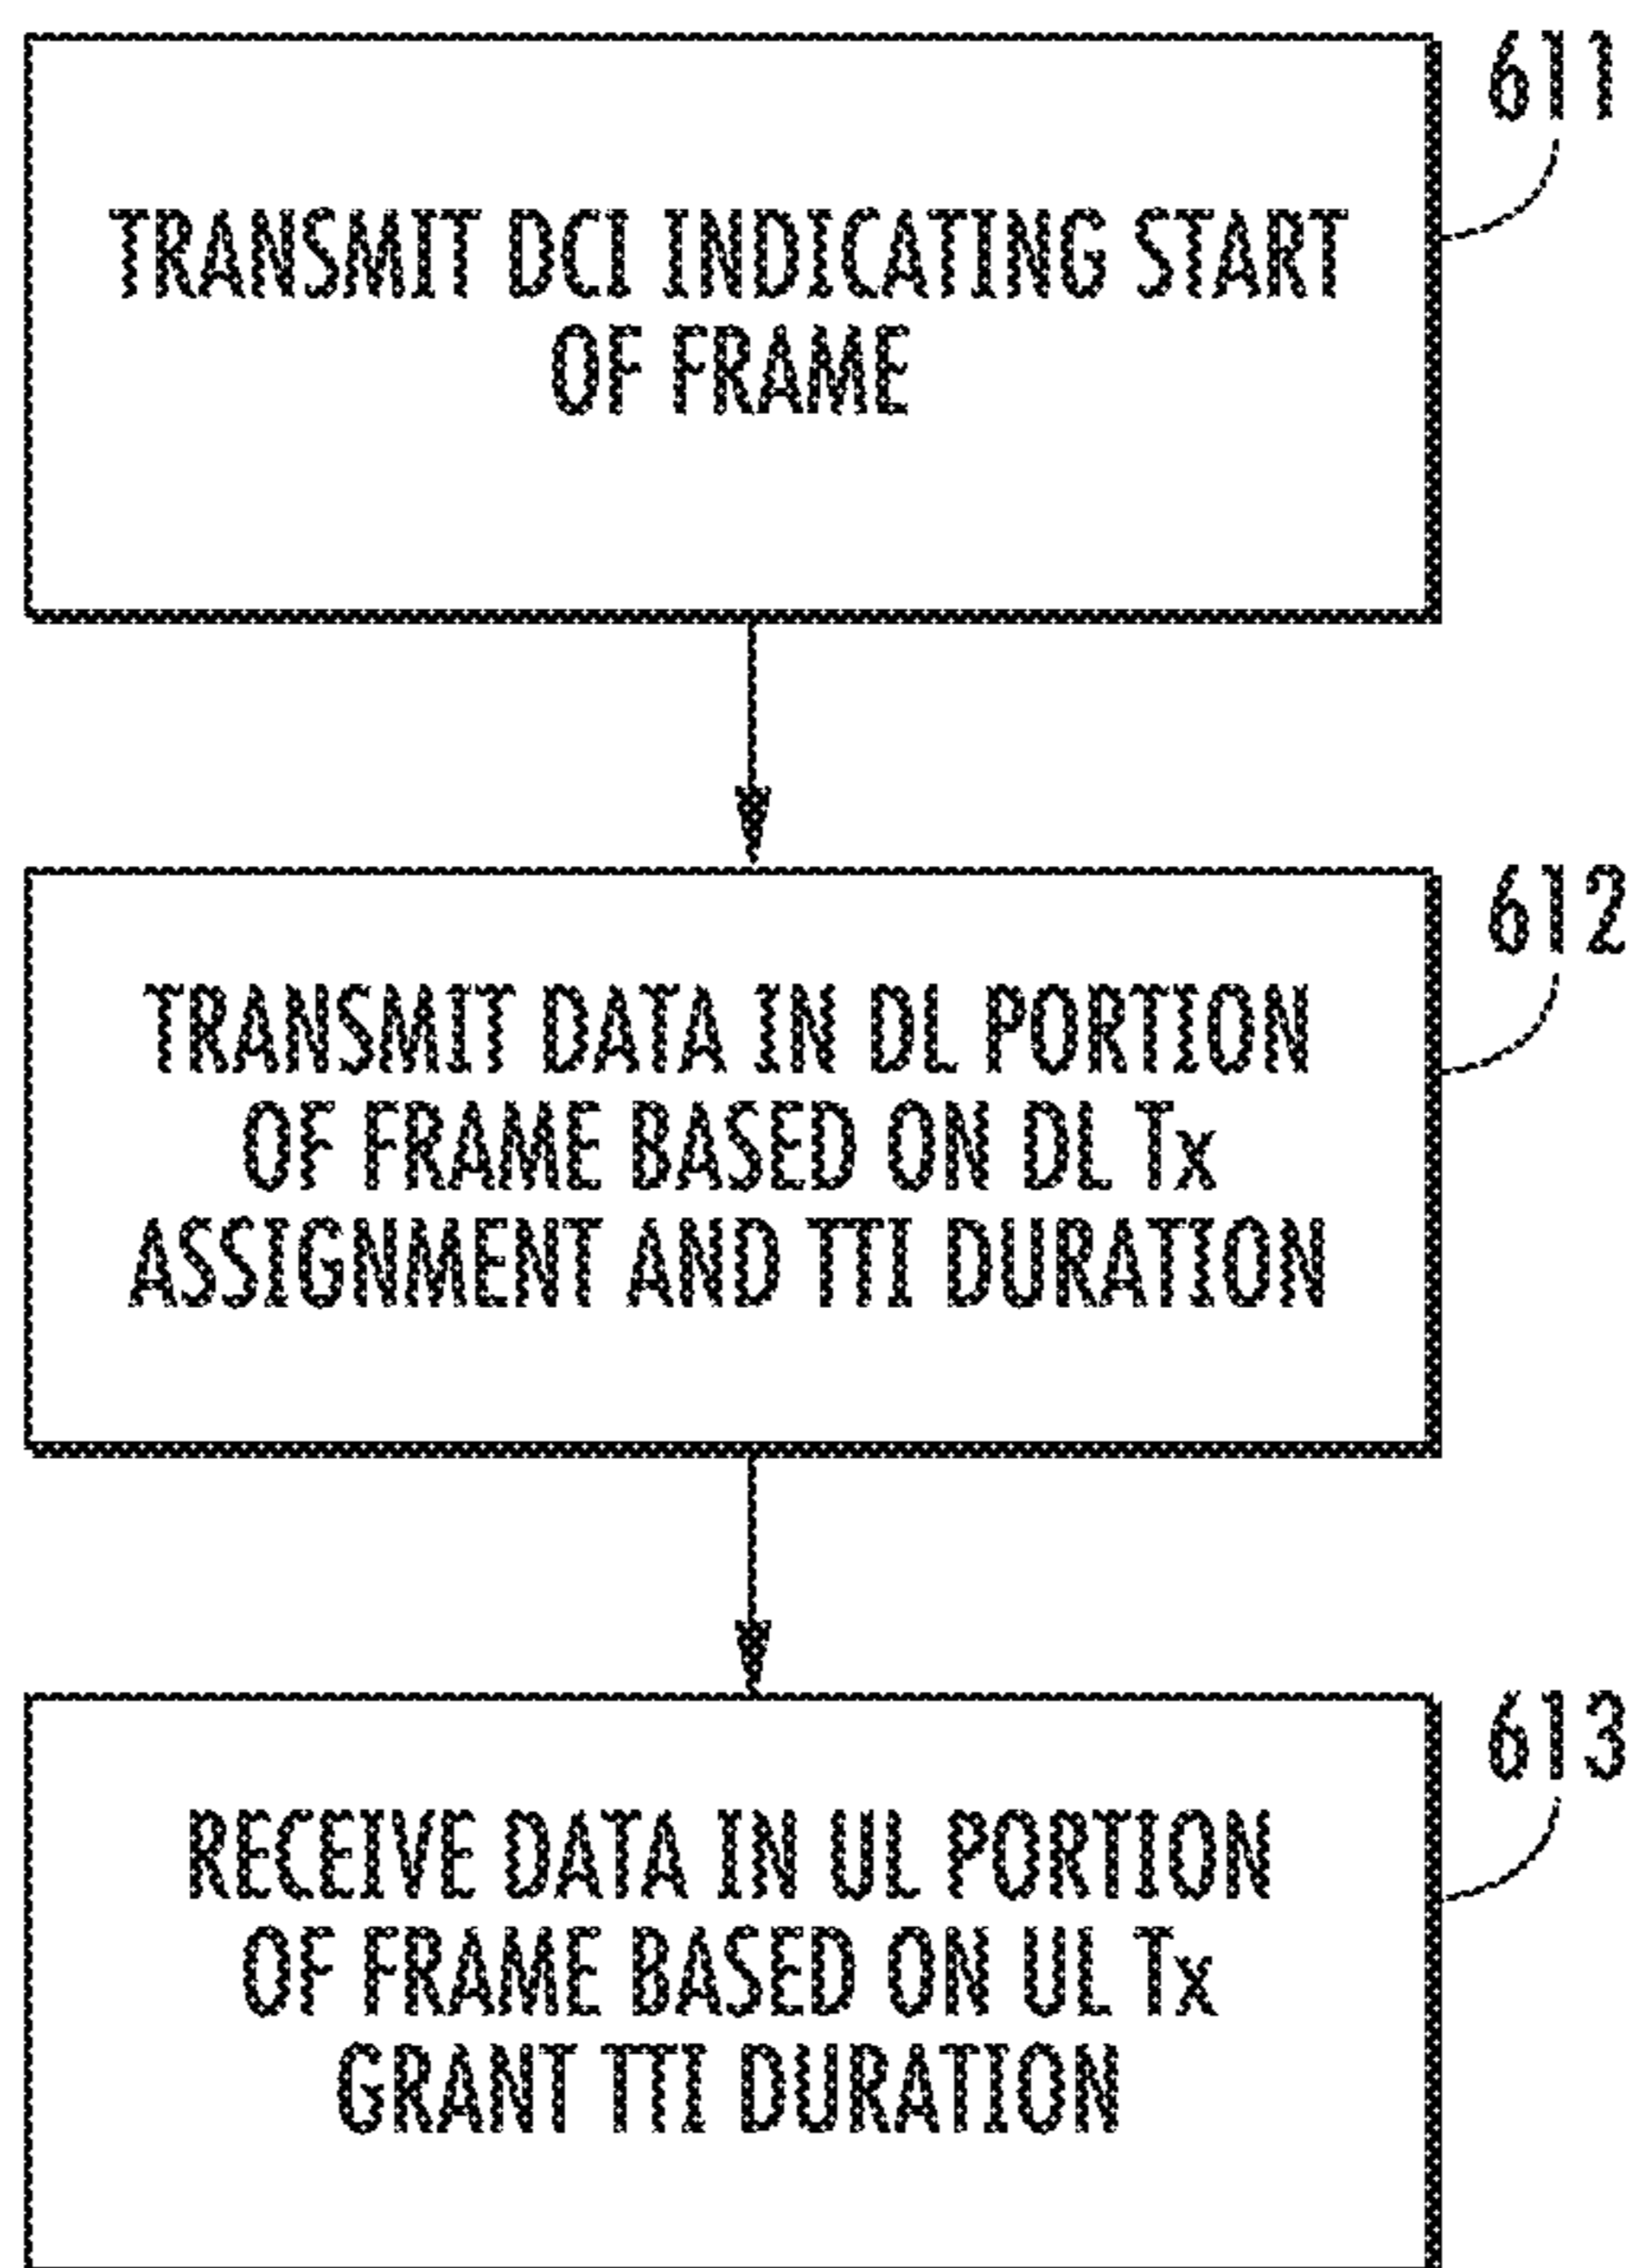 611
TRANSMIT DCI INDICATING START
OF FRAME
612
TRANSMIT DATA IN DL PORTION
OF FRAME BASED ON DL Tx
ASSIGNMENT AND TTI DURATION
613
RECEIVE DATA IN UL PORTION
OF FRAME BASED ON UL Tx
GRANT TTI DURATION